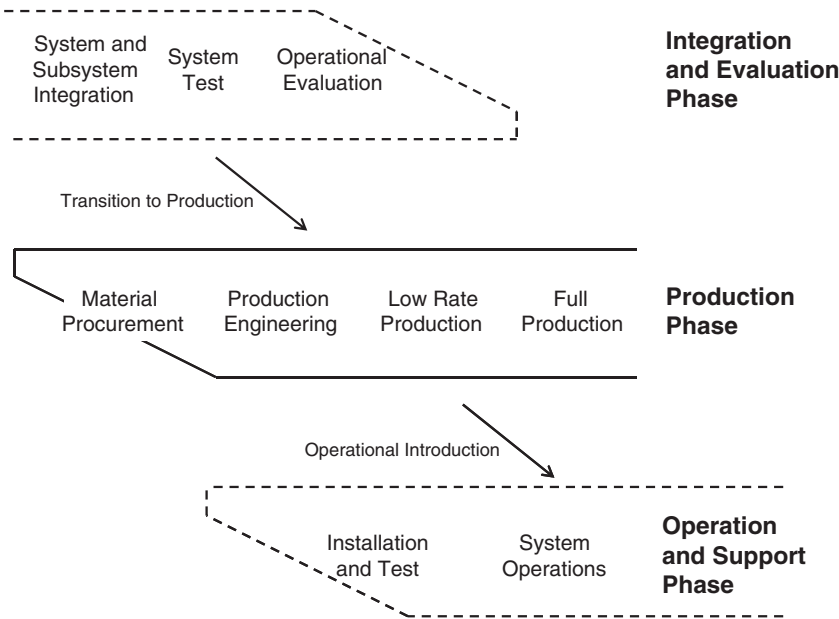 System and
Subsystem
Integration
System
Test
Operational
Evaluation
Integration
and Evaluation
Phase
Transition to Production
Material
Procurement
Production
Engineering
Low Rate
Production
Full
Production
Production
Phase
Operational Introduction
Installation
and Test
System
Operations
Operation
and Support
Phase